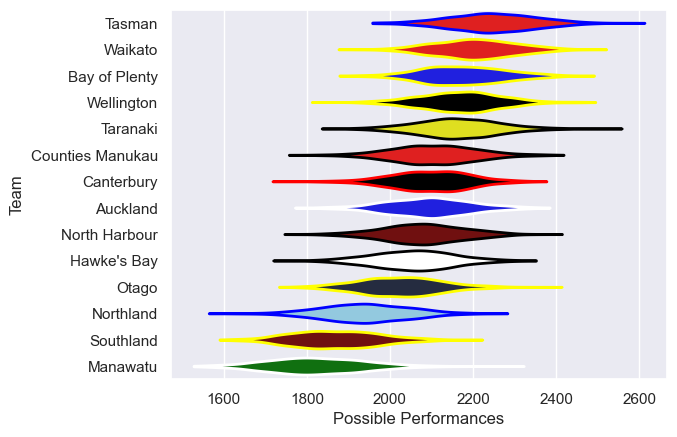 Tasman
Waikato
Bay of Plenty
Wellington
Taranaki
Counties Manukau
Canterbury
Auckland
North Harbour
Hawke's Bay
Otago
Northland
Southland
Manawatu
Team
1600 1800 2000 2200 2400 2600
Possible Performances